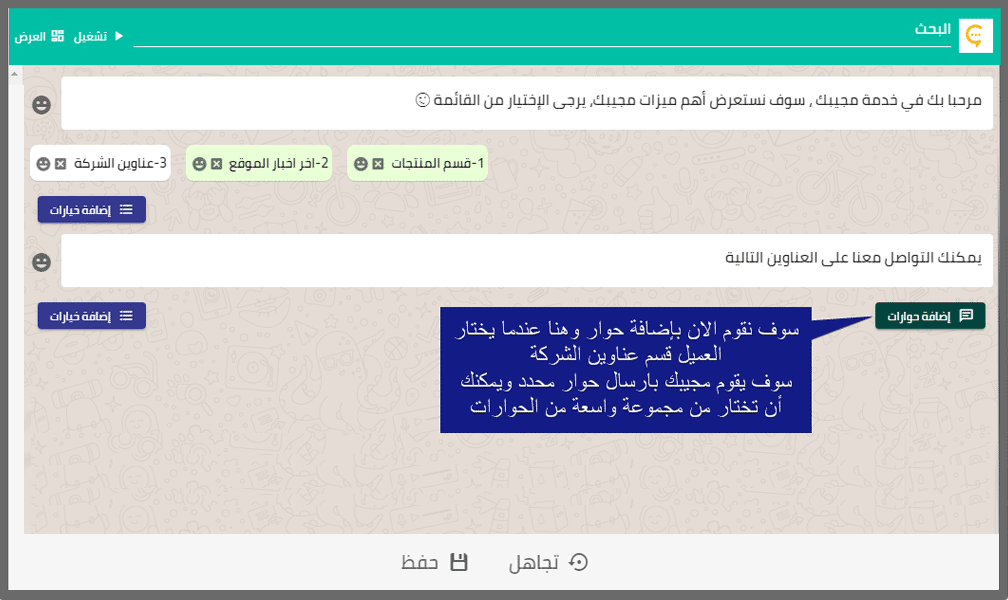 البحث
تشغيل
العرض
مرحبا بك في خدمة مجيبك , سوف نستعرض أهم ميزات مجيبك, يرجى الإختيار من القائمة
1-قسم المنتجات
2-اخر اخبار الموقع
3-عناوين الشركة
إضافة خيارات
يمكنك التواصل معنا على العناوين التالية
إضافة حوارات
إضافة خيارات
سوف نقوم الان بإضافة حوار وهنا عندما يختار
العميل قسم عناوين الشركة
سوف يقوم مجيبك بارسال حوار محدد ويمكنك
أن تختار من مجموعة واسعة من الحوارات
تجاهل
حفظ